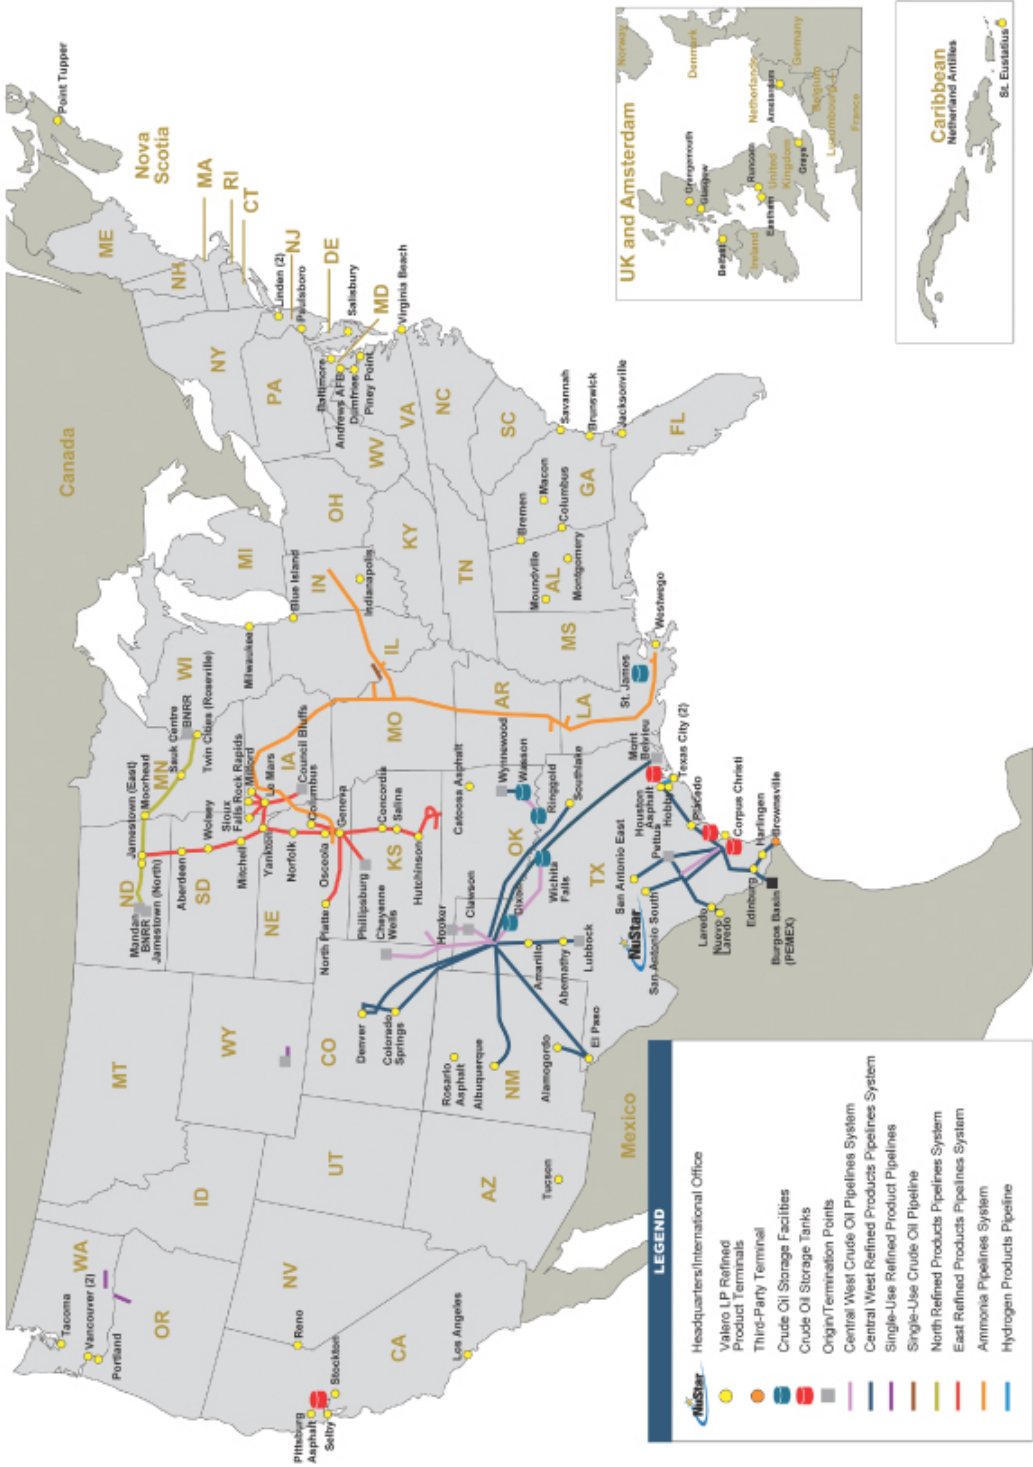 Canada
Tacoma
WA
Vancouver (2)
Portland
OR
ID
MT
WY
ND
Mandan
BNRR
Jamestown (North)
Jamestown (East)
Moorhead
MN
Sauk Centre
BNRR
Twin Cities (Roseville)
SD
Aberdeen
Wolsey
Mitchell
Sioux
Falls
Rock Rapids
Milford
Le Mars
Yankton
WI
Milwaukee
MI
Blue Island
NY
ME
NH
Nova
Scotia
Point Tupper
MA
RI
CT
Linden (2)
NJ
Paulsboro
DE
Salisbury
MD
Virginia Beach
PA
Baltimore
Andrews AFB
Dumfries
Piney Point
Pittsburg
Asphalt
Selby
Stockton
Reno
NV
CA
Los Angeles
UT
CO
Denver
Colorado
Springs
NE
Norfolk
Osceola
Columbus
Geneva
IA
Council Bluffs
North Platte
Phillipsburg
Cheyenne
Wells
KS
Concordia
Salina
Hutchinson
MO
IL
IN
Indianapolis
OH
WV
VA
KY
NC
TN
SC
AZ
Tucson
NM
Rosario
Asphalt
Albuquerque
Alamogordo
El Paso
Hooker
Clawson
Catoosa Asphalt
OK
Wynnewood
Wasson
Ringgold
Southlake
Dixon
Wichita
Falls
Amarillo
Abernathy
Lubbock
TX
AR
LA
MS
AL
Moundville
Montgomery
GA
Bremen
Macon
Columbus
Savannah
Brunswick
Jacksonville
FL
St. James
Westwego
Mont
Belvieu
Texas City (2)
Houston
Asphalt
Hobby
Placedo
Corpus Christi
San Antonio East
Pettus
NuStar
San Antonio South
Laredo
Nuevo
Laredo
Harlingen
Brownsville
Edinburg
Burgos Basin
(PEMEX)
Mexico
UK and Amsterdam
Norway
Denmark
Germany
Netherlands
Amsterdam
Belgium
Luxembourg
France
Grangemouth
Glasgow
Belfast
Ireland
Runcorn
Eastham
United
Kingdom
Grays
Caribbean
Netherland Antilles
St. Eustatius
LEGEND
NuStar
Headquarters/International Office
Valero LP Refined
Product Terminals
Third-Party Terminal
Crude Oil Storage Facilities
Crude Oil Storage Tanks
Origin/Termination Points
Central West Crude Oil Pipelines System
Central West Refined Products Pipelines System
Single-Use Refined Product Pipelines
Single-Use Crude Oil Pipeline
North Refined Products Pipelines System
East Refined Products Pipelines System
Ammonia Pipelines System
Hydrogen Products Pipeline